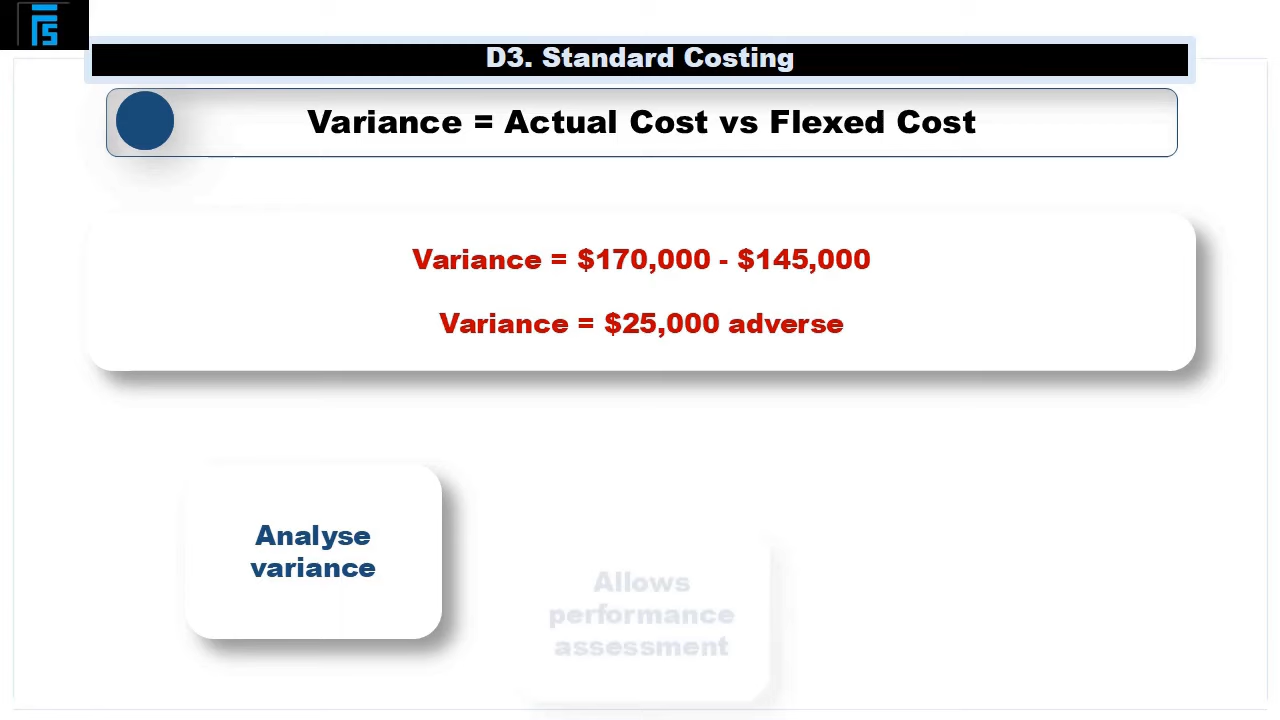 D3. Standard Costing
Variance = Actual Cost vs Flexed Cost
Variance = $170,000 - $145,000
Variance = $25,000 adverse
Analyse
variance
Allows
performance
assessment